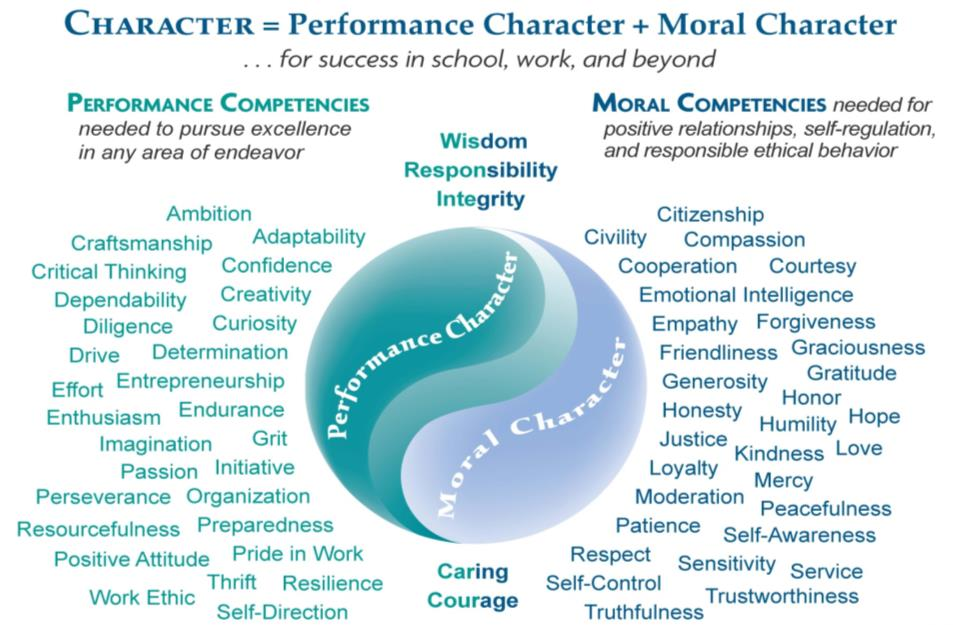 CHARACTER = Performance Character + Moral Character
. . . for success in school, work, and beyond
PERFORMANCE COMPETENCIES
needed to pursue excellence
in any area of endeavor
MORAL COMPETENCIES needed for
positive relationships, self-regulation,
and responsible ethical behavior
Wisdom
Responsibility
Integrity
Ambition
Craftsmanship Adaptability
Critical Thinking Confidence
Dependability Creativity
Diligence Curiosity
Drive Determination
Effort Entrepreneurship
Enthusiasm Endurance
Imagination Grit
Passion Initiative
Perseverance Organization
Resourcefulness Preparedness
Positive Attitude Pride in Work
Thrift Resilience
Work Ethic
Self-Direction
Performance Character
Moral Character
Caring
Courage
Citizenship
Civility Compassion
Cooperation Courtesy
Emotional Intelligence
Empathy Forgiveness
Friendliness Graciousness
Generosity Gratitude
Honor
Honesty Humility Hope
Justice Kindness Love
Loyalty Mercy
Moderation Peacefulness
Patience Self-Awareness
Respect Sensitivity Service
Self-Control Trustworthiness
Truthfulness